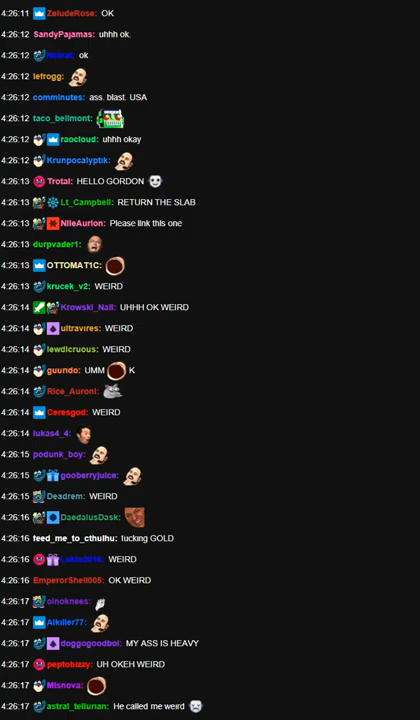 4:26:11 ZeludeRose: OK
4:26:12 SandyPajamas: uhhh ok.
4:26:12 ok
4:26:12 lefrogg:
4:26:12 comminutes: ass. blast. USA
4:26:12 taco_bellmont:
4:26:12 raocloud: uhhh okay
4:26:12 Krunpocalyptik:
4:26:13 Trotal: HELLO GORDON
4:26:13 Lt_Campbell: RETURN THE SLAB
4:26:13 NileAurion: Please link this one
4:26:13 durpvader1:
4:26:13 OTTOMAT1C:
4:26:13 krucek_v2: WEIRD
4:26:14 Krowski_Nall: UHHH OK WEIRD
4:26:14 ultravires: WEIRD
4:26:14 lewdicruous: WEIRD
4:26:14 guundo: UMM K
4:26:14 Rice_Auroni:
4:26:14 Ceresgod: WEIRD
4:26:14 lukas4_4:
4:26:15 podunk_boy:
4:26:15 gooberryjuice:
4:26:15 Deadrem: WEIRD
4:26:16 DaedalusDask:
4:26:16 feed_me_to_cthulhu: fucking GOLD
4:26:16 WEIRD
4:26:16 EmperorShell005: OK WEIRD
4:26:17 oinoknees:
4:26:17 Alkiller77:
4:26:17 doggogoodboi: MY ASS IS HEAVY
4:26:17 peptobizzy: UH OKEH WEIRD
4:26:17 Misnova:
4:26:17 astral_tellurian: He called me weird